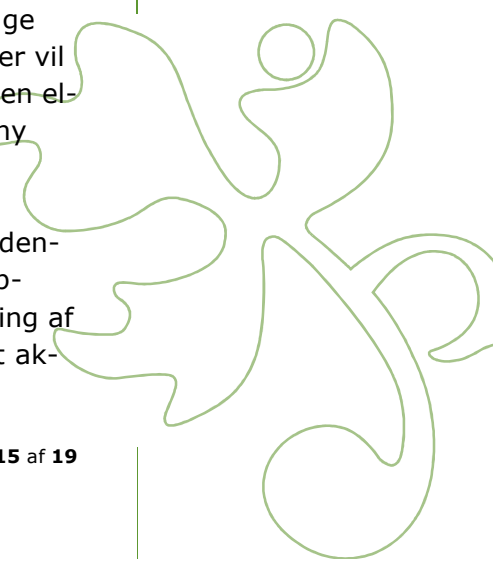 ge
er vil
en el-
ny
den-
ing af
t ak-
15 af 19